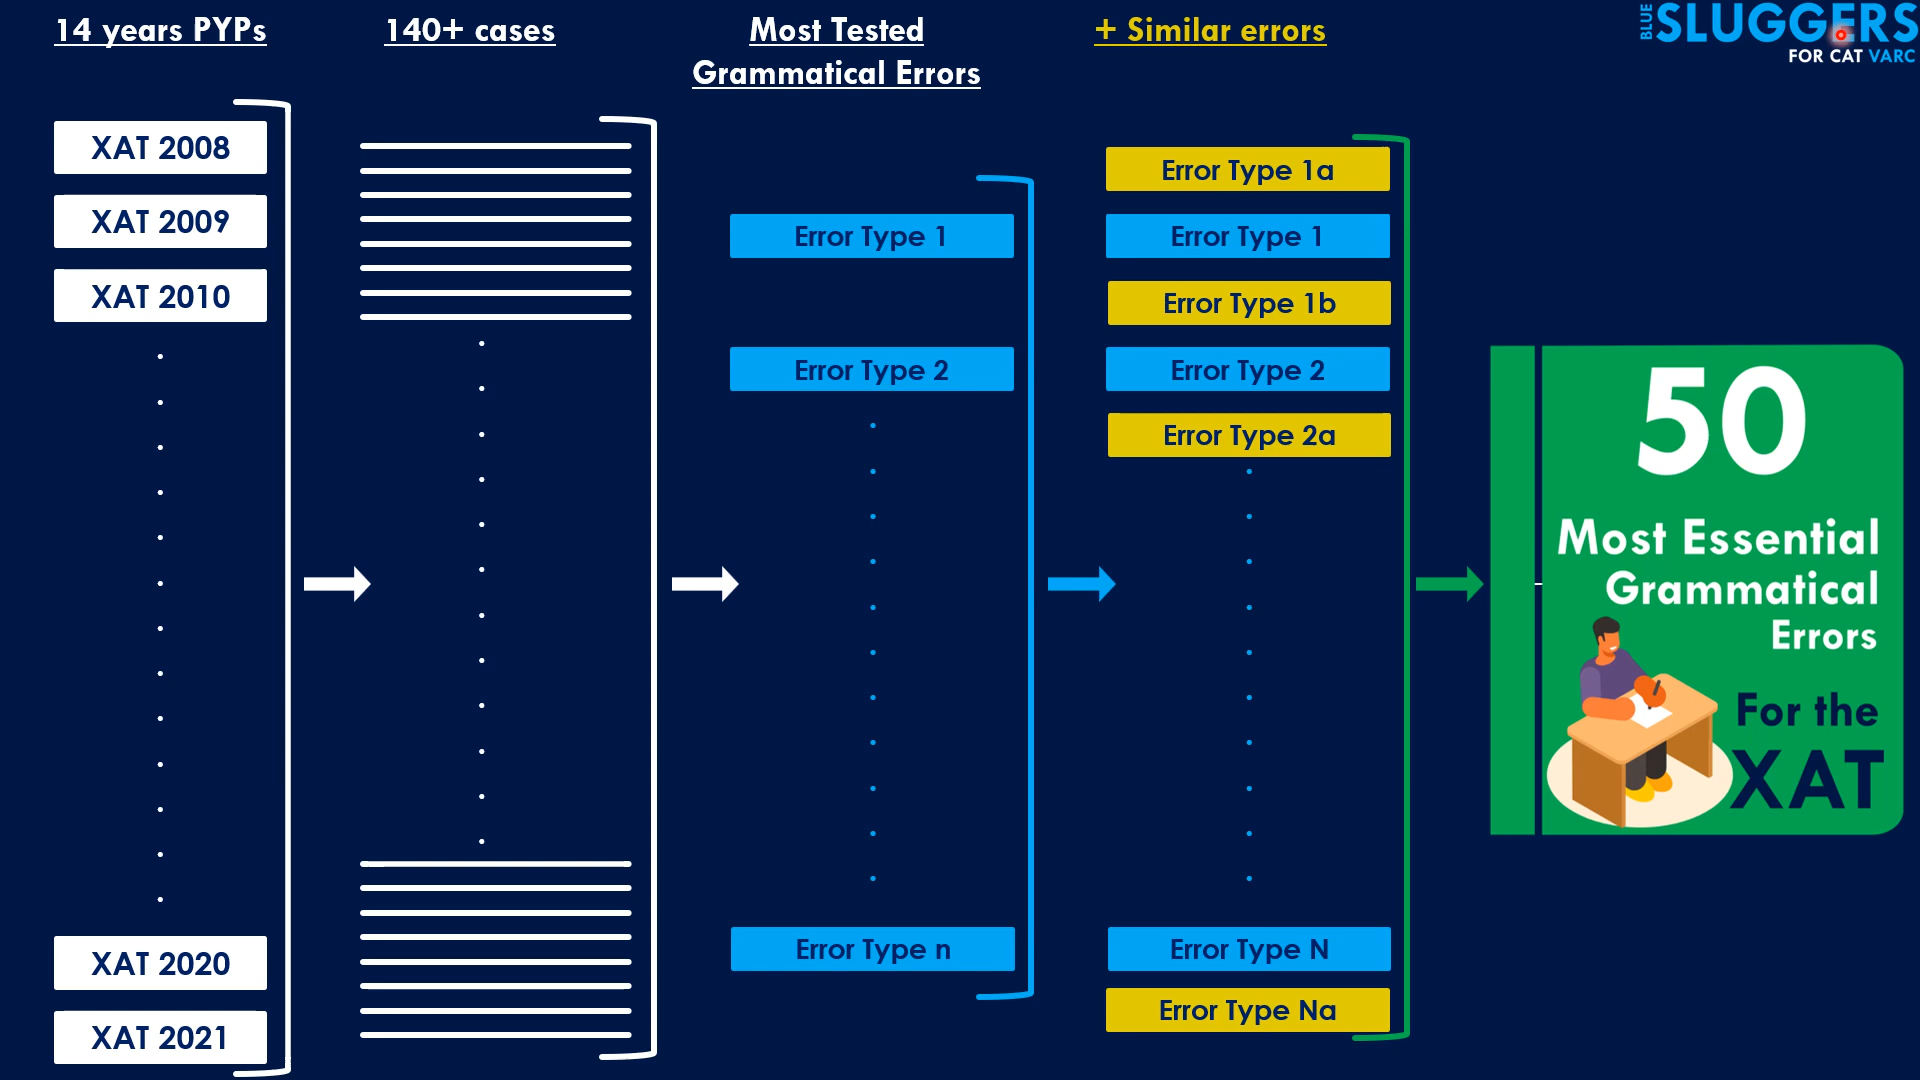 14 years PYPs
140+ cases
Most Tested
Grammatical Errors
+ Similar errors
BLUE
SLUGGERS
FOR CAT VARC
XAT 2008
XAT 2009
XAT 2010
XAT 2020
XAT 2021
Error Type 1
Error Type 2
Error Type n
Error Type 1a
Error Type 1
Error Type 1b
Error Type 2
Error Type 2a
Error Type N
Error Type Na
50
Most Essential
Grammatical
Errors
For the
XAT